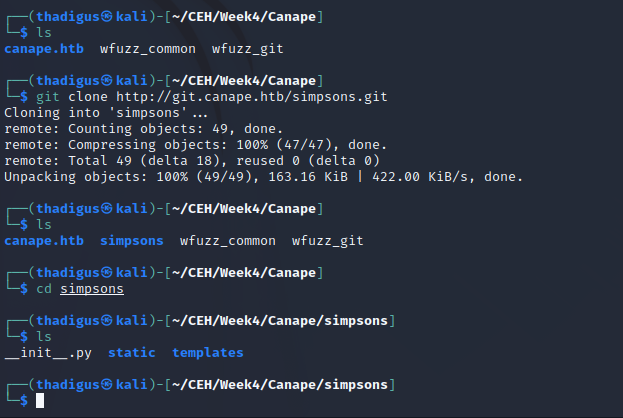 ┌──(thadigus㉿kali)-[~/CEH/Week4/Canape]
└─$ ls
canape.htb  wfuzz_common  wfuzz_git
┌──(thadigus㉿kali)-[~/CEH/Week4/Canape]
└─$ git clone http://git.canape.htb/simpsons.git
Cloning into 'simpsons'...
remote: Counting objects: 49, done.
remote: Compressing objects: 100% (47/47), done.
remote: Total 49 (delta 18), reused 0 (delta 0)
Unpacking objects: 100% (49/49), 163.16 KiB | 422.00 KiB/s, done.
┌──(thadigus㉿kali)-[~/CEH/Week4/Canape]
└─$ ls
canape.htb  simpsons  wfuzz_common  wfuzz_git
┌──(thadigus㉿kali)-[~/CEH/Week4/Canape]
└─$ cd simpsons
┌──(thadigus㉿kali)-[~/CEH/Week4/Canape/simpsons]
└─$ ls
__init__.py  static  templates
┌──(thadigus㉿kali)-[~/CEH/Week4/Canape/simpsons]
└─$